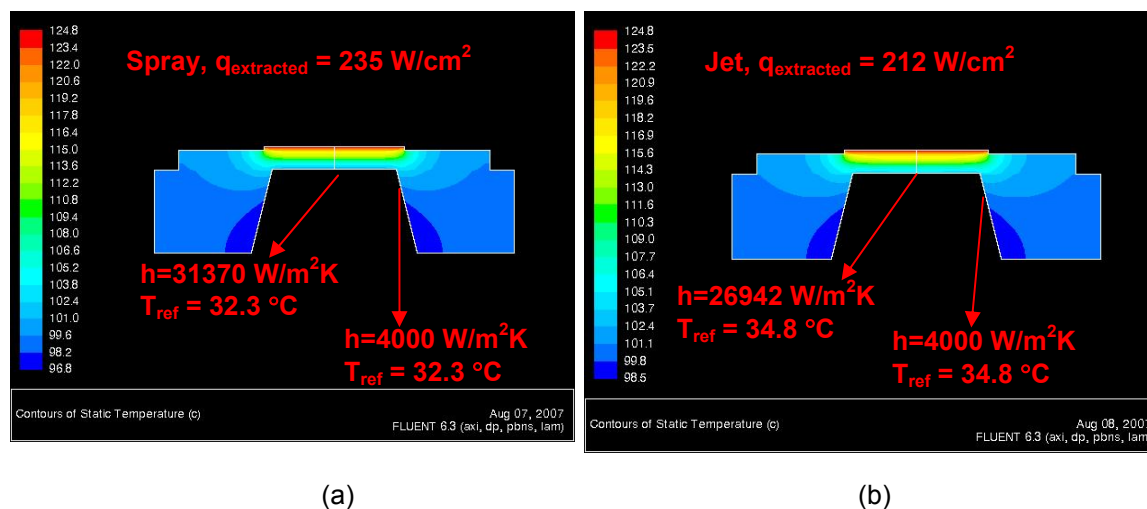 124.8
123.4
122.0
120.6
119.2
117.8
116.4
115.0
113.6
112.2
110.8
109.4
108.0
106.6
105.2
103.8
102.4
101.0
99.6
98.2
96.8
Spray, qextracted = 235 W/cm²
h=31370 W/m²K
Tref = 32.3 °C
h=4000 W/m²K
Tref = 32.3 °C
Contours of Static Temperature (c)
Aug 07, 2007
FLUENT 6.3 (axi, dp, pbns, lam)
(a)
124.8
123.5
122.2
120.9
119.6
118.2
116.9
115.6
114.3
113.0
111.7
110.3
109.0
107.7
106.4
105.1
103.8
102.4
101.1
99.8
98.5
Jet, qextracted = 212 W/cm²
h=26942 W/m²K
Tref = 34.8 °C
h=4000 W/m²K
Tref = 34.8 °C
Contours of Static Temperature (c)
Aug 08, 2007
FLUENT 6.3 (axi, dp, pbns, lam
(b)